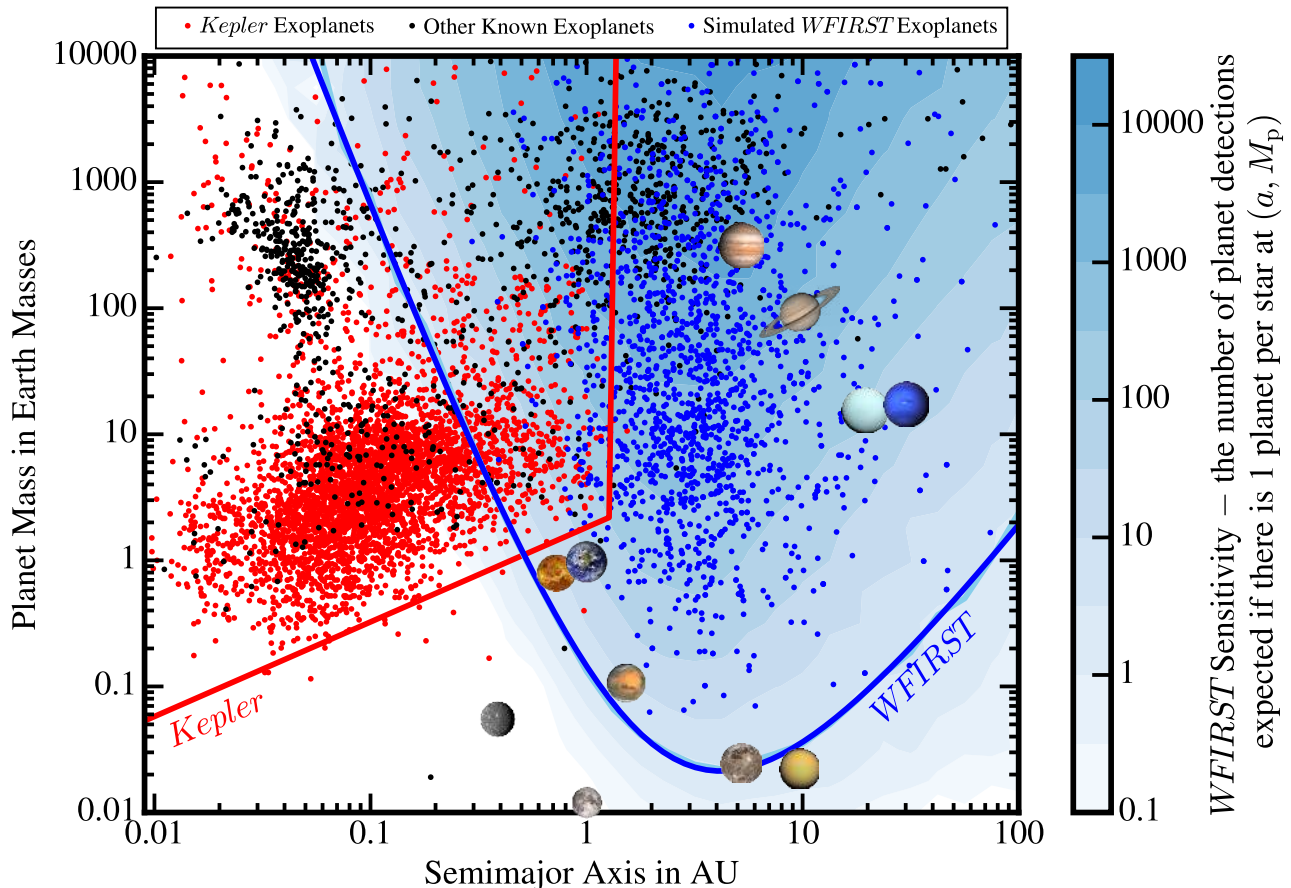 Kepler Exoplanets Other Known Exoplanets Simulated WFIRST Exoplanets
10000
1000
100
10
1
0.1
0.01
Planet Mass in Earth Masses
Kepler
WFIRST
0.01 0.1 1 10 100
Semimajor Axis in AU
10000
1000
100
10
1
0.1
WFIRST Sensitivity – the number of planet detections
expected if there is 1 planet per star at (a, Mp)